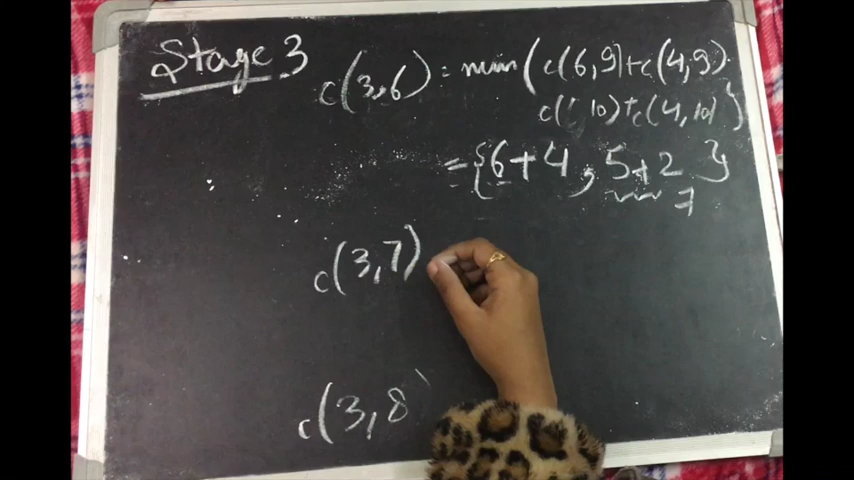 Stage 3
c(3,6) = min(c(6,9)+c(4,9).
c( 10)+c(4,10)}
={6+4, 5+2}
7
c(3,7)
c(3,8